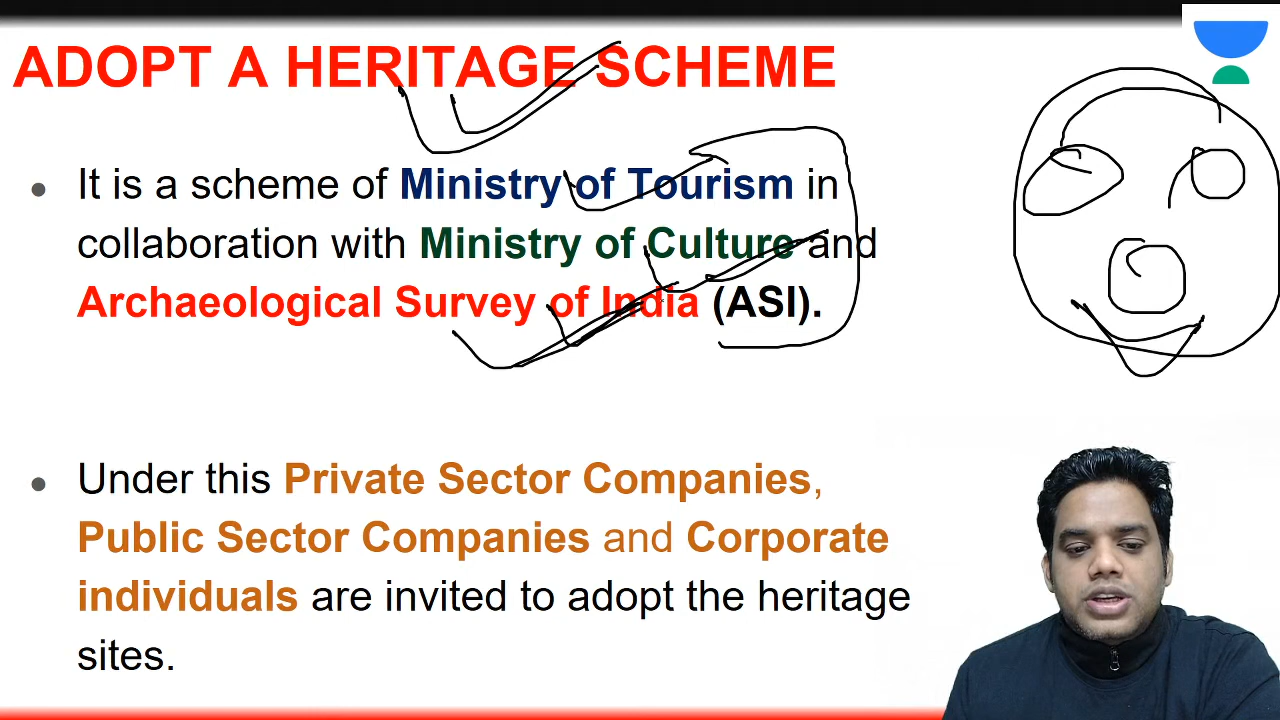 ADOPT A HERITAGE SCHEME
It is a scheme of Ministry of Tourism in
collaboration with Ministry of Culture and
Archaeological Survey of India (ASI).
Under this Private Sector Companies,
Public Sector Companies and Corporate
individuals are invited to adopt the heritage
sites.